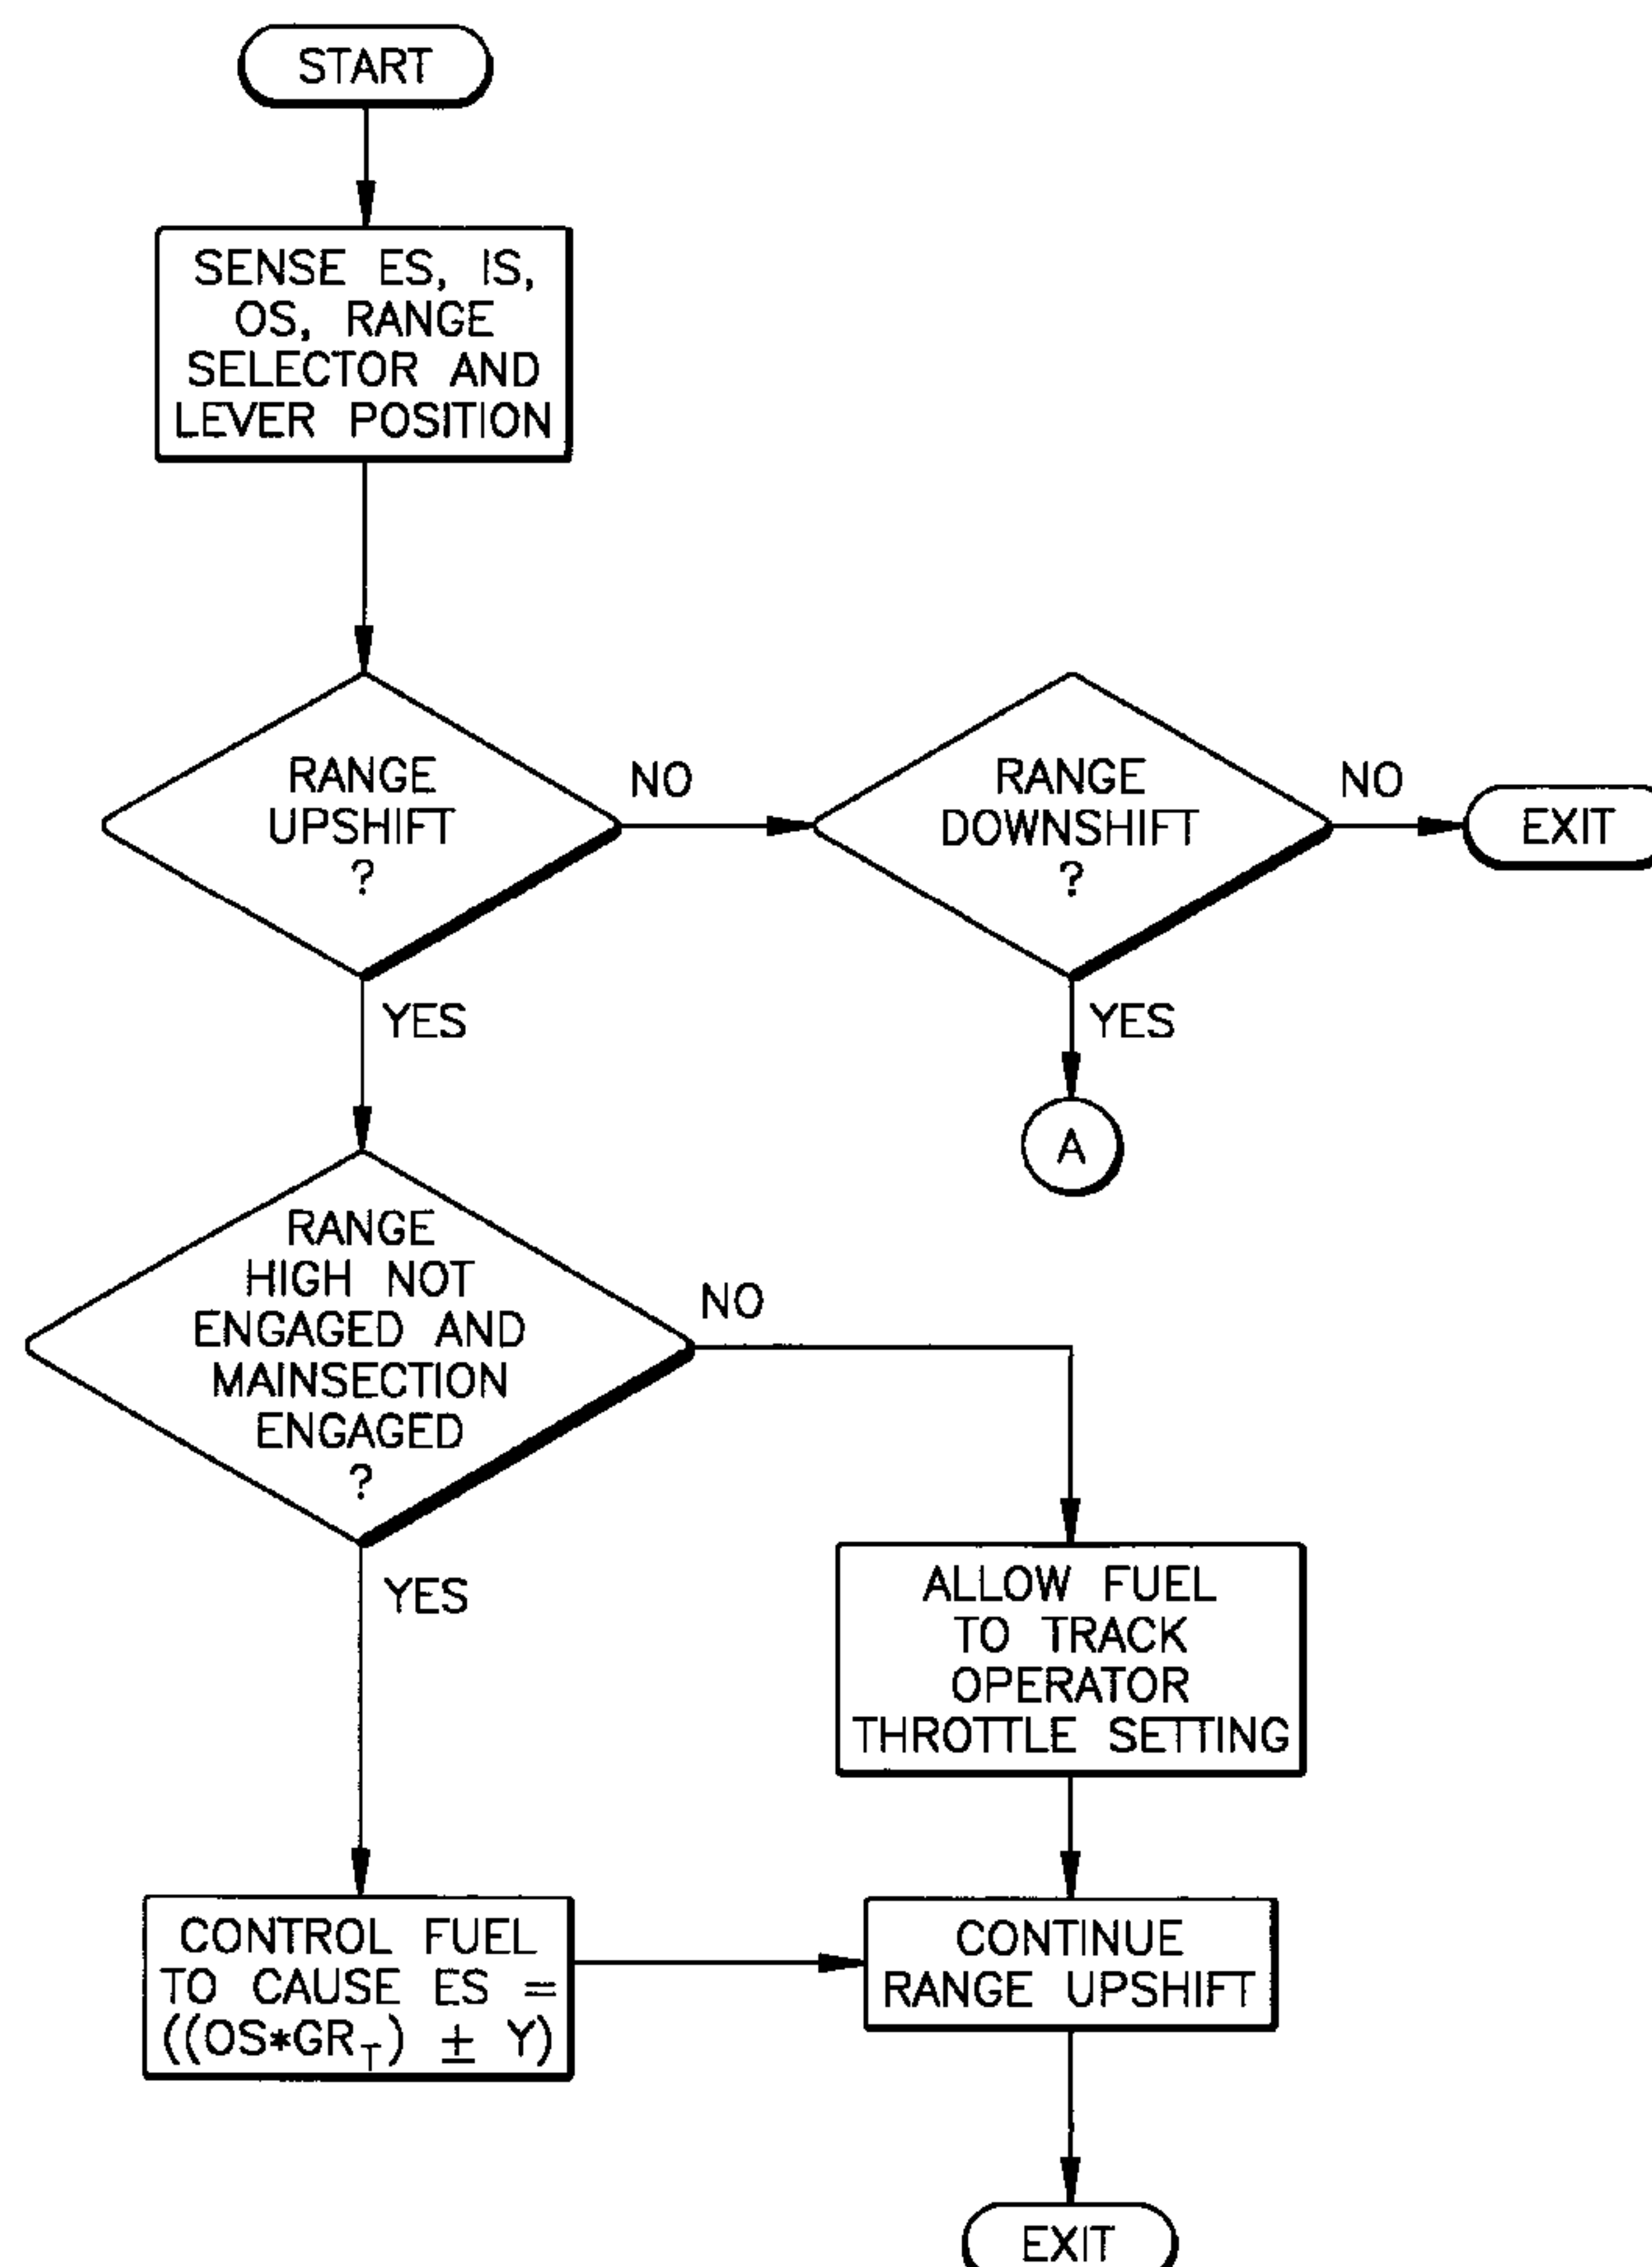 START
SENSE ES, IS,
OS, RANGE
SELECTOR AND
LEVER POSITION
RANGE
UPSHIFT
?
NO
RANGE
DOWNSHIFT
?
NO
EXIT
YES
YES
A
RANGE
HIGH NOT
ENGAGED AND
MAINSECTION
ENGAGED
?
NO
YES
ALLOW FUEL
TO TRACK
OPERATOR
THROTTLE SETTING
CONTROL FUEL
TO CAUSE ES =
((OS*GR_T) ± Y)
CONTINUE
RANGE UPSHIFT
EXIT